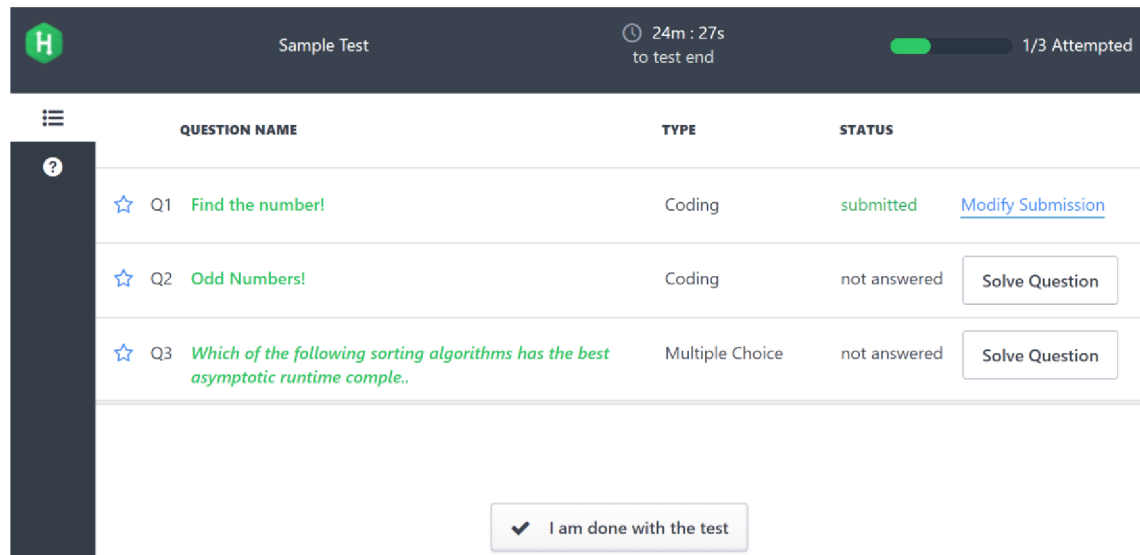 H
Sample Test
24m : 27s
to test end
1/3 Attempted
QUESTION NAME TYPE STATUS
?
Q1 Find the number! Coding submitted Modify Submission
Q2 Odd Numbers! Coding not answered Solve Question
Q3 Which of the following sorting algorithms has the best Multiple Choice not answered Solve Question
asymptotic runtime comple..
I am done with the test